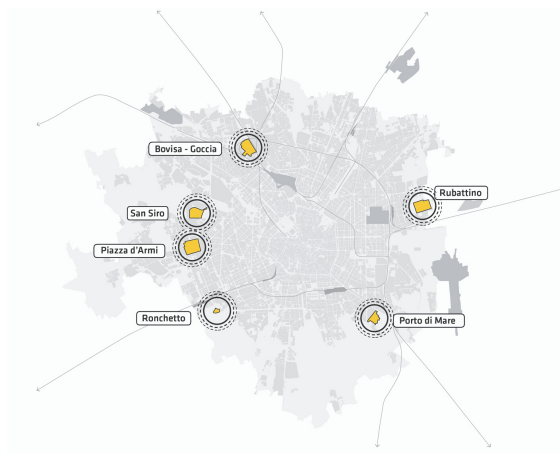 Bovisa - Goccia
Rubattino
San Siro
Piazza d'Armi
Ronchetto
Porto di Mare